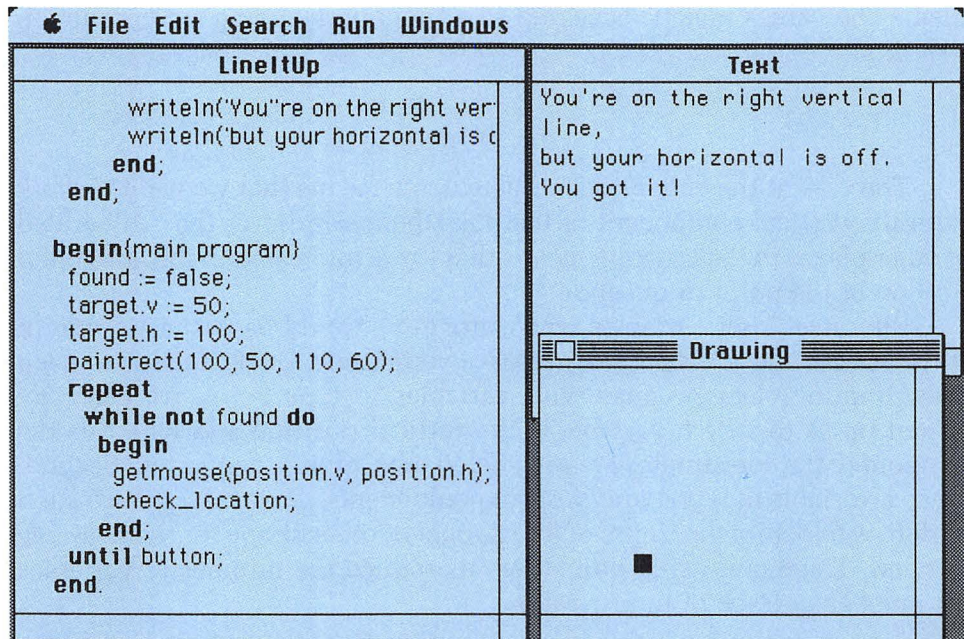 File Edit Search Run Windows
LineItUp
writeln('You''re on the right ver
writeln('but your horizontal is
end;
end;
begin{main program}
found := false;
target.v := 50;
target.h := 100;
paintrect(100, 50, 110, 60);
repeat
while not found do
begin
getmouse(position.v, position.h);
check_location;
end;
until button;
end.
Text
You're on the right vertical
line,
but your horizontal is off.
You got it!
Drawing